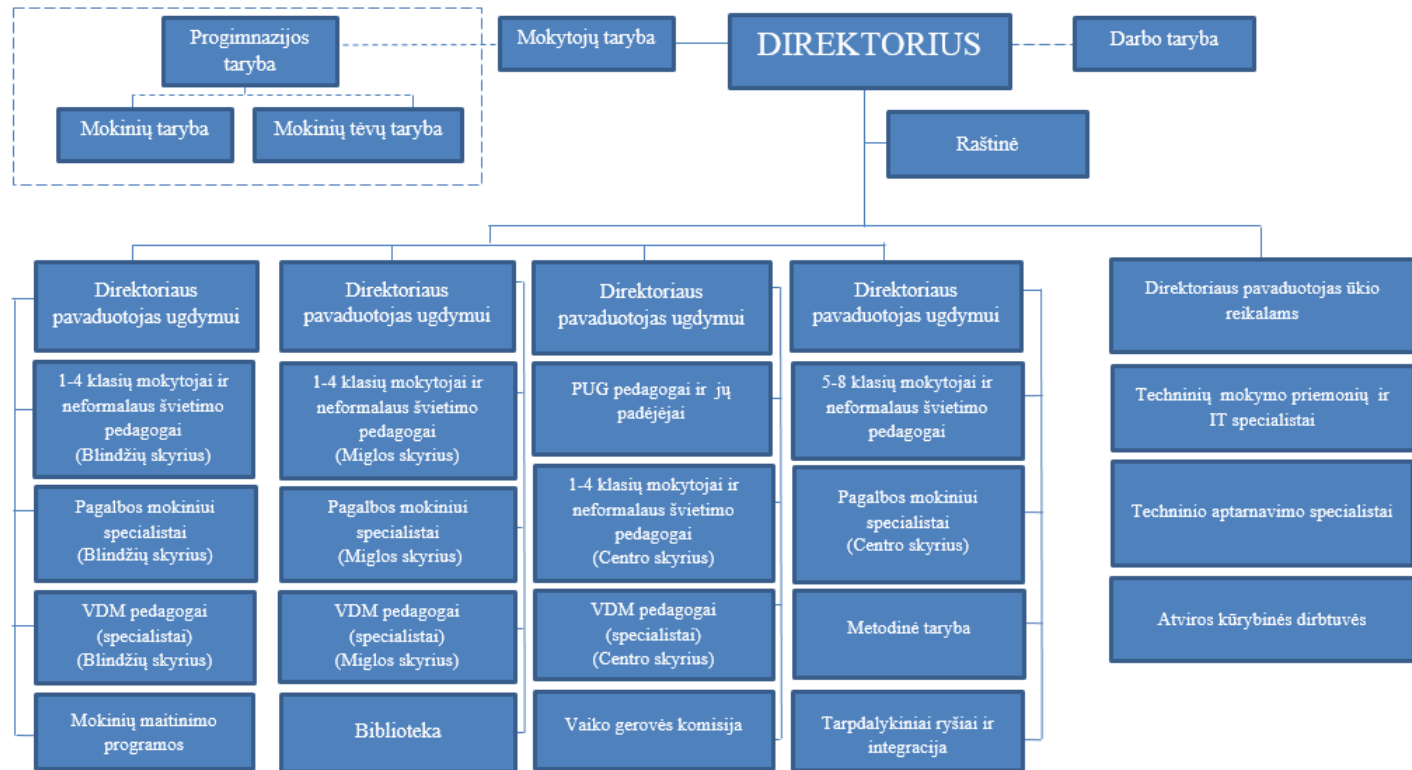 Progimnazijos
taryba
Mokytojų taryba
DIREKTORIUS
Darbo taryba
Mokinių taryba
Mokinių tėvų taryba
Raštinė
Direktoriaus
pavaduotojas ugdymui
1-4 klasių mokytojai ir
neformalaus švietimo
pedagogai
(Blindžių skyrius)
Pagalbos mokiniui
specialistai
(Blindžių skyrius)
VDM pedagogai
(specialistai)
(Blindžių skyrius)
Mokinių maitinimo
programos
Direktoriaus
pavaduotojas ugdymui
1-4 klasių mokytojai ir
neformalaus švietimo
pedagogai
(Miglos skyrius)
Pagalbos mokiniui
specialistai
(Miglos skyrius)
VDM pedagogai
(specialistai)
(Miglos skyrius)
Biblioteka
Direktoriaus
pavaduotojas ugdymui
PUG pedagogai ir jų
padėjėjai
1-4 klasių mokytojai ir
neformalaus švietimo
pedagogai
(Centro skyrius)
VDM pedagogai
(specialistai)
(Centro skyrius)
Vaiko gerovės komisija
Direktoriaus
pavaduotojas ugdymui
5-8 klasių mokytojai ir
neformalaus švietimo
pedagogai
Pagalbos mokiniui
specialistai
(Centro skyrius)
Metodinė taryba
Tarpdalykiniai ryšiai ir
integracija
Direktoriaus pavaduotojas ūkio
reikalams
Techninių mokymo priemonių ir
IT specialistai
Techninio aptarnavimo specialistai
Atviros kūrybinės dirbtuvės